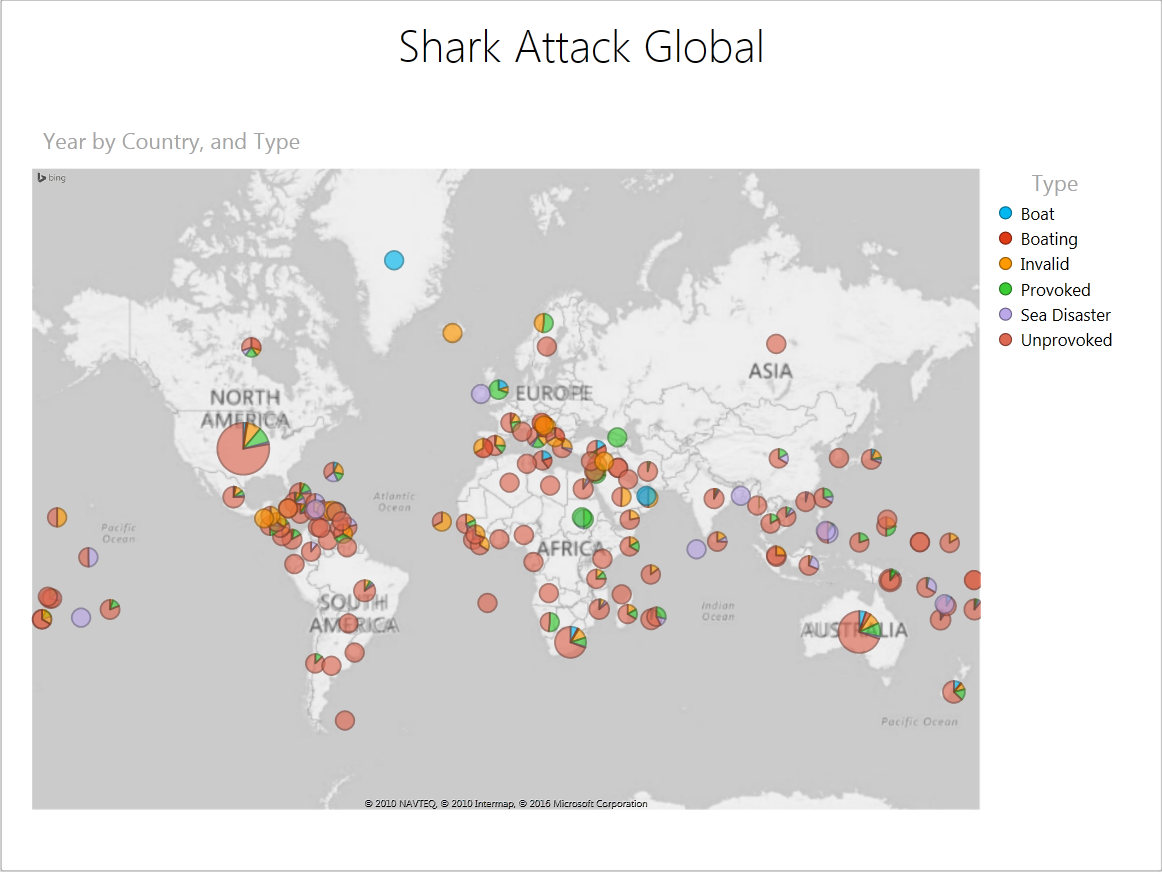 Shark Attack Global
Year by Country, and Type
bing
Type
Boat
Boating
Invalid
Provoked
Sea Disaster
Unprovoked
NORTH
AMERICA
EUROPE
ASIA
Atlantic
Ocean
Pacific
Ocean
AFRICA
SOUTH
AMERICA
Indian
Ocean
AUSTRALIA
Pacific Ocean
© 2010 NAVTEQ, © 2010 Intermap, © 2016 Microsoft Corporation